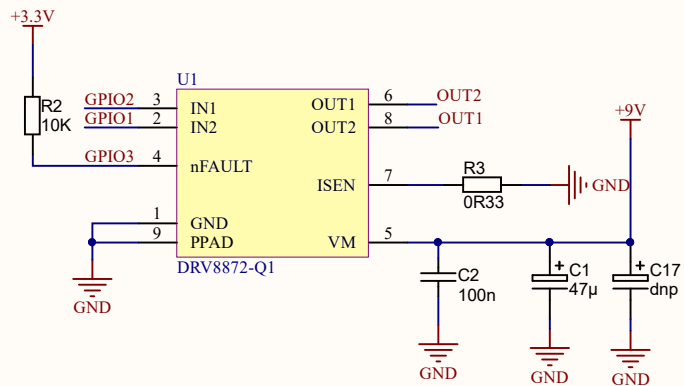 +3.3V
U1
R2
10K
GPIO2
3
IN1
GPIO1
2
IN2
GPIO3
4
nFAULT
1
GND
9
PPAD
OUT1
6
OUT2
OUT2
8
OUT1
ISEN
7
R3
0R33
GND
VM
5
+9V
DRV8872-Q1
GND
C2
100n
GND
+
C1
47µ
GND
+
C17
dnp
GND